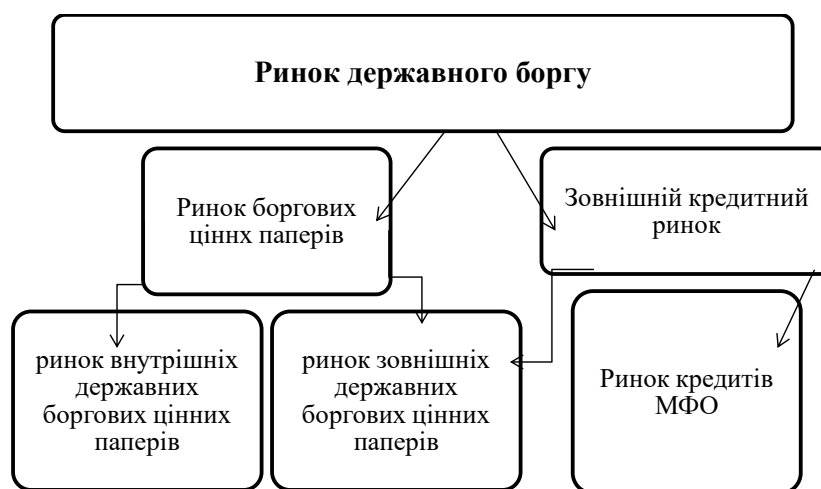 Ринок державного боргу
Ринок боргових
ціннх паперів
Зовнішній кредитний
ринок
ринок внутрішніх
державних
боргових цінних
паперів
ринок зовнішніх
державних
боргових цінних
паперів
Ринок кредитів
МФО